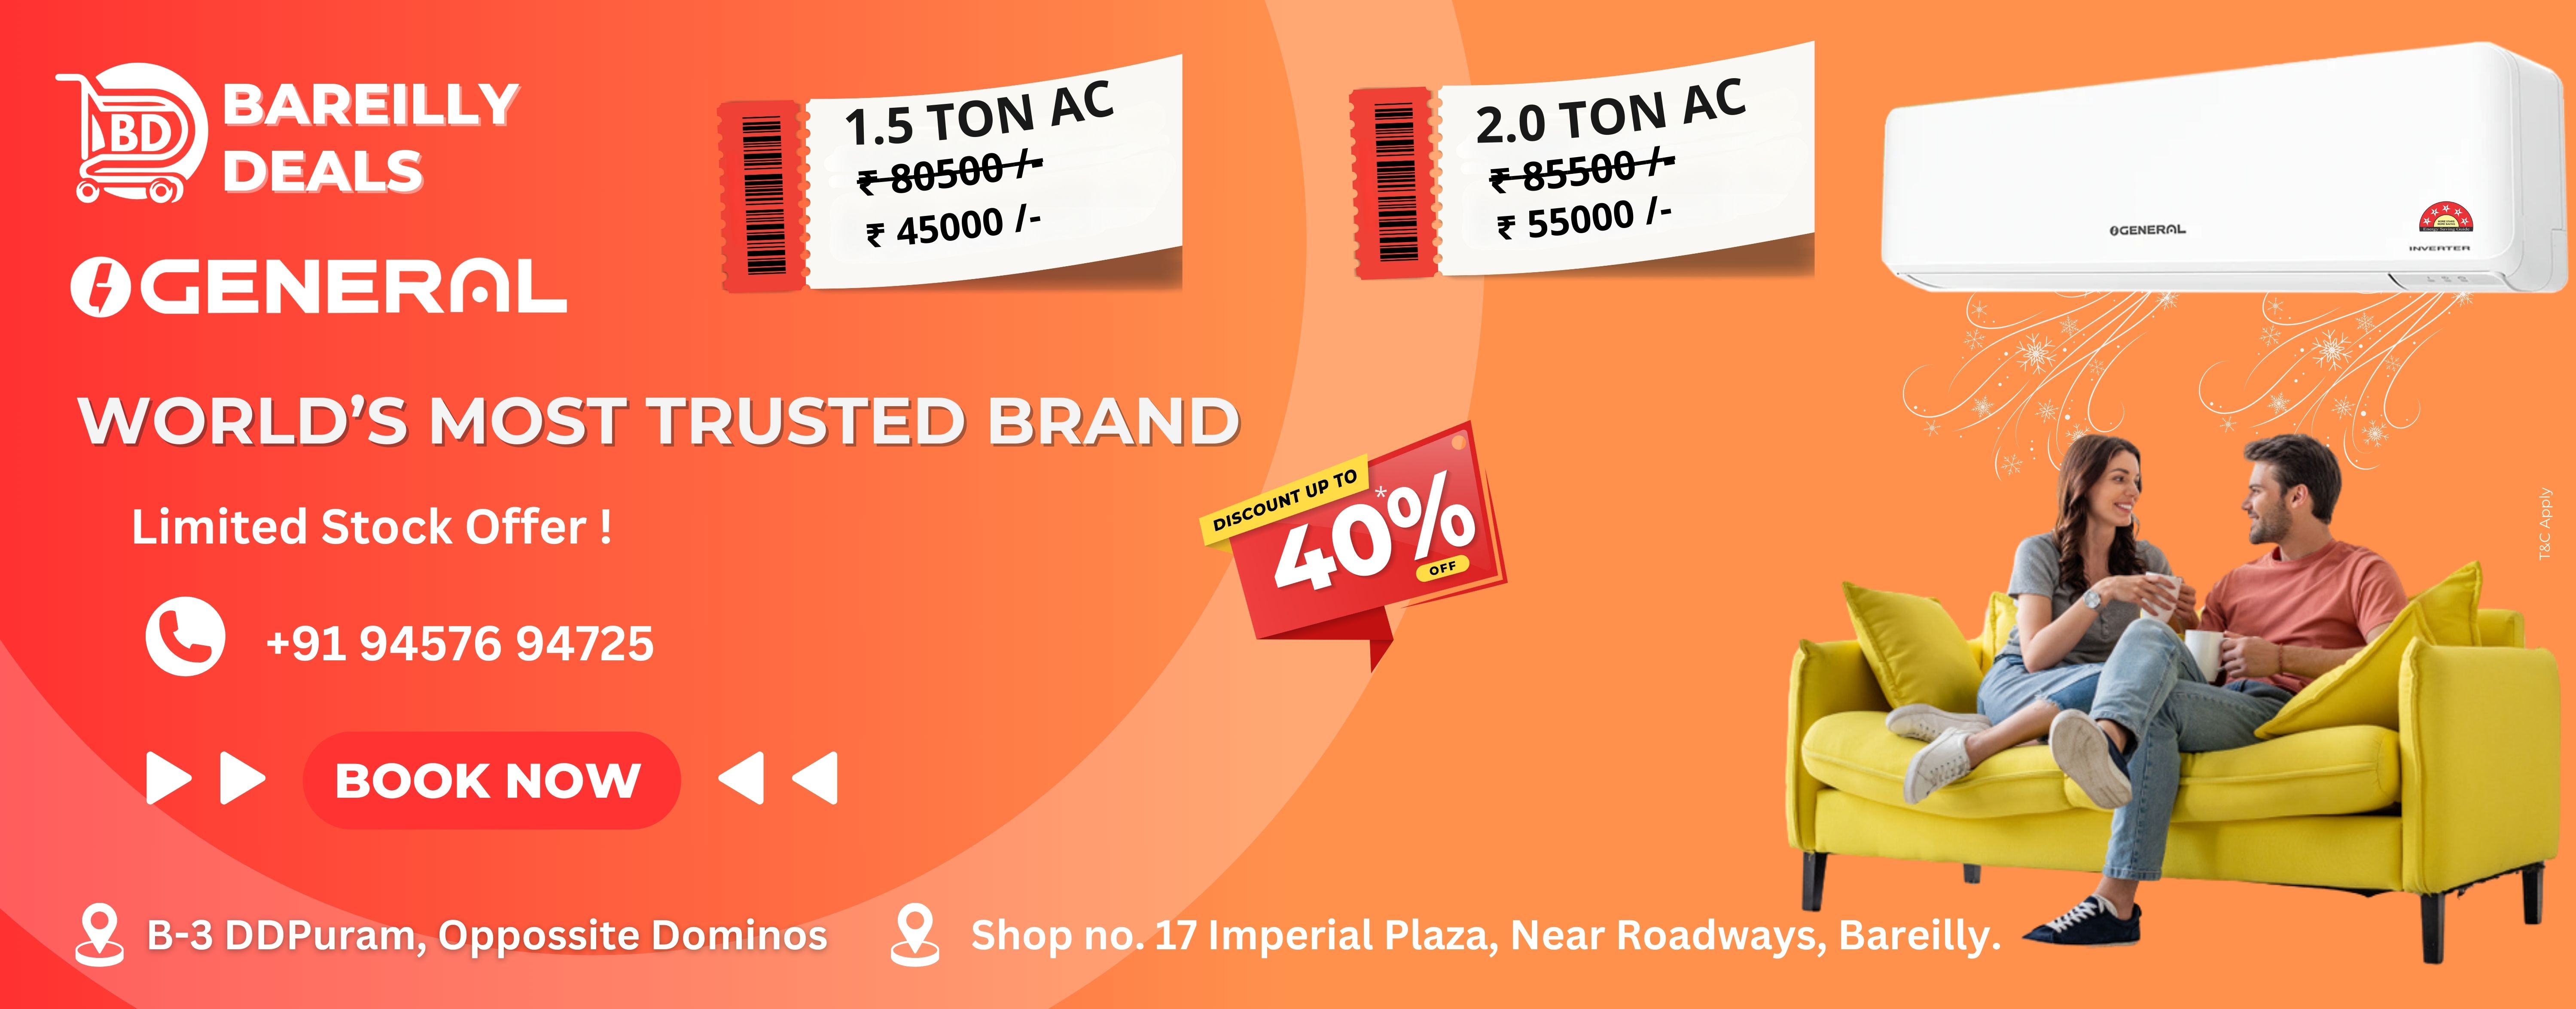 BD
BAREILLY
DEALS
GENERAL
1.5 TON AC
₹ 80500 /-
₹ 45000 /-
2.0 TON AC
₹ 85500 /-
₹ 55000 /-
GENERAL
INVERTER
WORLD'S MOST TRUSTED BRAND
DISCOUNT UP TO
40%*
OFF
Limited Stock Offer !
+91 94576 94725
BOOK NOW
T&C Apply
B-3 DDPuram, Oppossite Dominos
Shop no. 17 Imperial Plaza, Near Roadways, Bareilly.